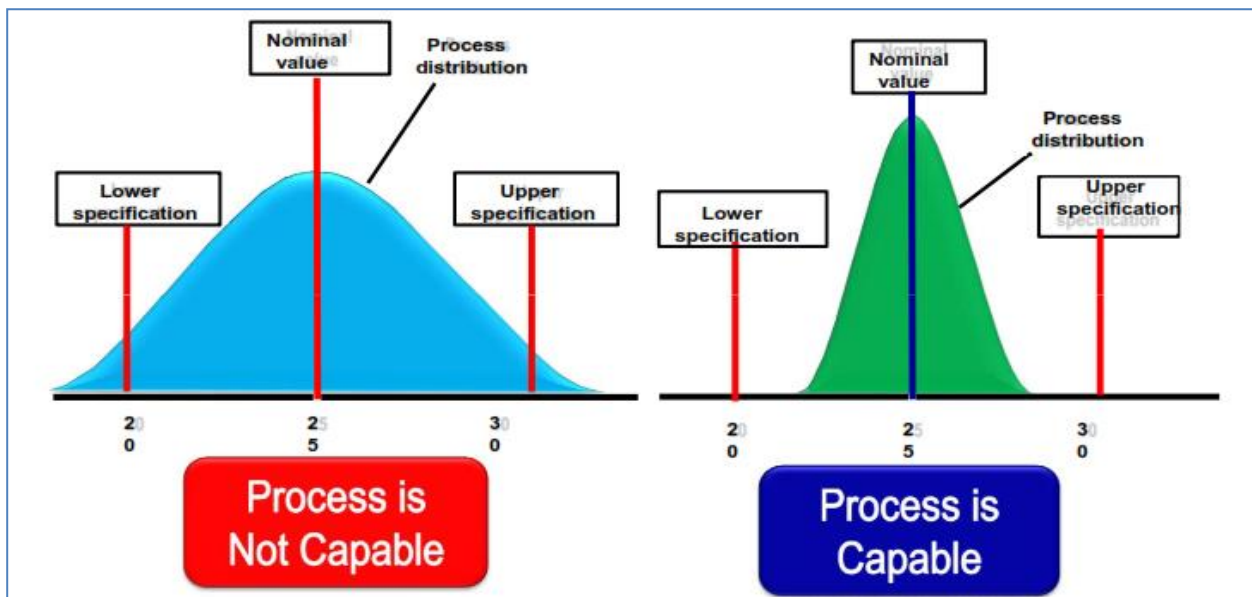 Nominal
value
Process
distribution
Lower
specification
Upper
specification
2
0
2
5
3
0
Process is
Not Capable
Nominal
value
Process
distribution
Lower
specification
Upper
specification
2
0
2
5
3
0
Process is
Capable